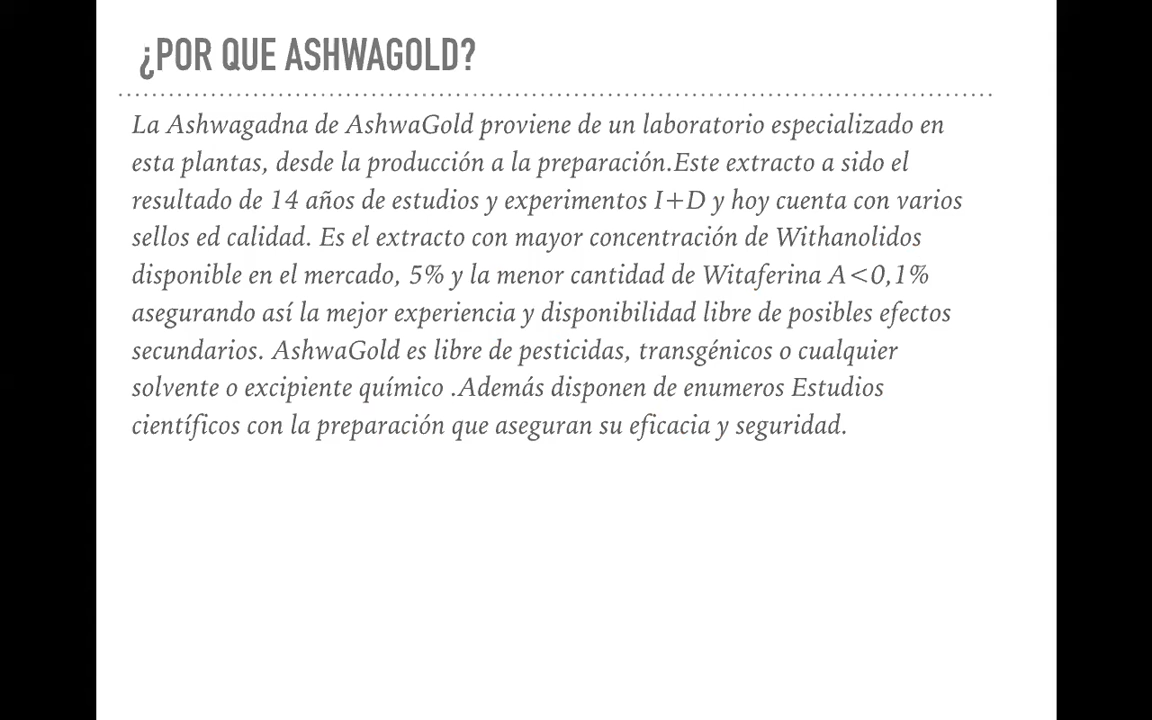 ¿POR QUE ASHWAGOLD?
La Ashwagadna de AshwaGold proviene de un laboratorio especializado en
esta plantas, desde la producción a la preparación.Este extracto a sido el
resultado de 14 años de estudios y experimentos I+D y hoy cuenta con varios
sellos ed calidad. Es el extracto con mayor concentración de Withanolidos
disponible en el mercado, 5% y la menor cantidad de Witaferina A<0,1%
asegurando así la mejor experiencia y disponibilidad libre de posibles efectos
secundarios. AshwaGold es libre de pesticidas, transgénicos o cualquier
solvente o excipiente químico .Además disponen de enumeros Estudios
científicos con la preparación que aseguran su eficacia y seguridad.